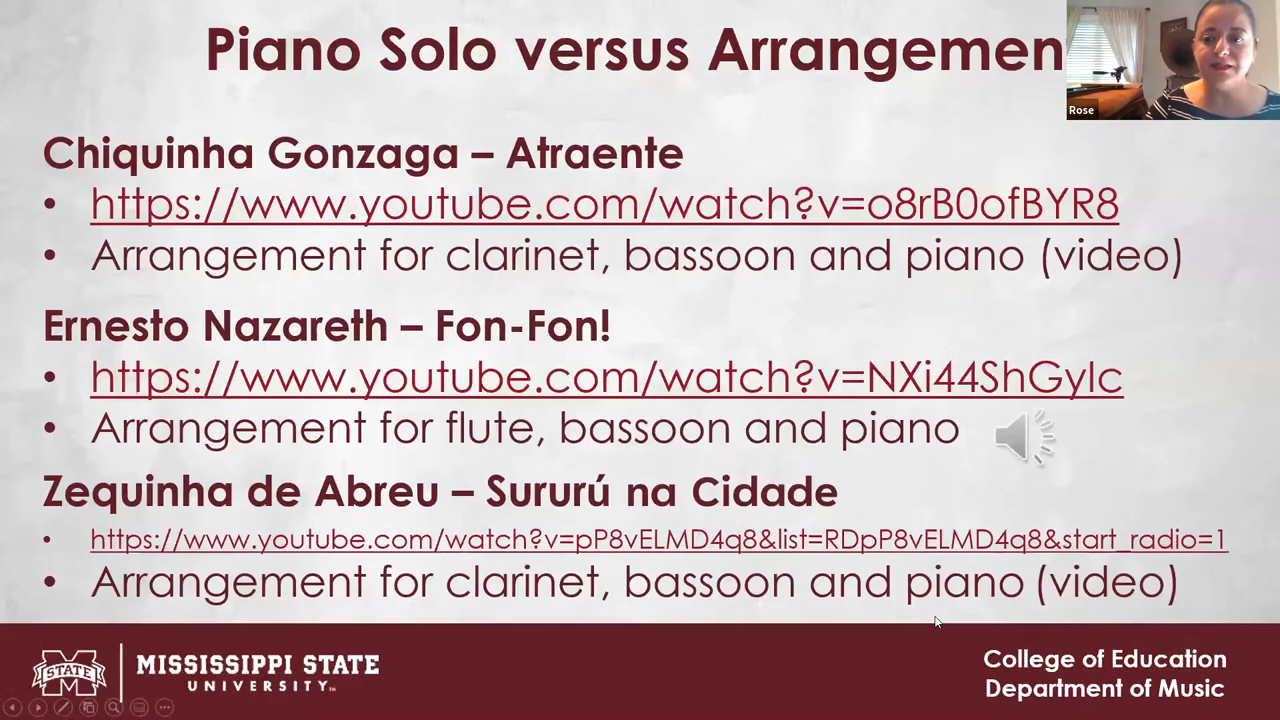 Piano Solo versus Arrangemen
Rose
Chiquinha Gonzaga – Atraente
• https://www.youtube.com/watch?v=o8rB0ofBYR8
• Arrangement for clarinet, bassoon and piano (video)
Ernesto Nazareth – Fon-Fon!
• https://www.youtube.com/watch?v=NXi44ShGyIc
• Arrangement for flute, bassoon and piano
Zequinha de Abreu – Sururú na Cidade
• https://www.youtube.com/watch?v=pP8vELMD4q8&list=RDpP8vELMD4q8&start_radio=1
• Arrangement for clarinet, bassoon and piano (video)
STATE
MISSISSIPPI STATE
UNIVERSITY™
College of Education
Department of Music